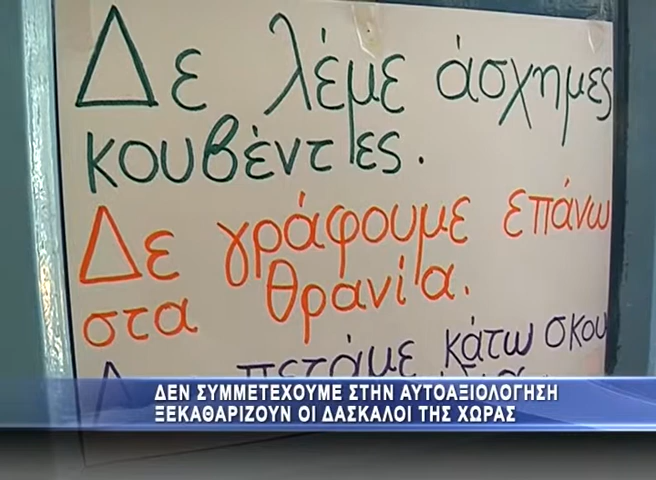 Δε λέμε άσχημες
κουβέντες.
Δε γράφουμε επάνω
στα θρανία.
πετάμε κάτω σκου
ΔΕΝ ΣΥΜΜΕΤΕΧΟΥΜΕ ΣΤΗΝ ΑΥΤΟΑΞΙΟΛΟΓΗΣΗ
ΞΕΚΑΘΑΡΙΖΟΥΝ ΟΙ ΔΑΣΚΑΛΟΙ ΤΗΣ ΧΩΡΑΣ